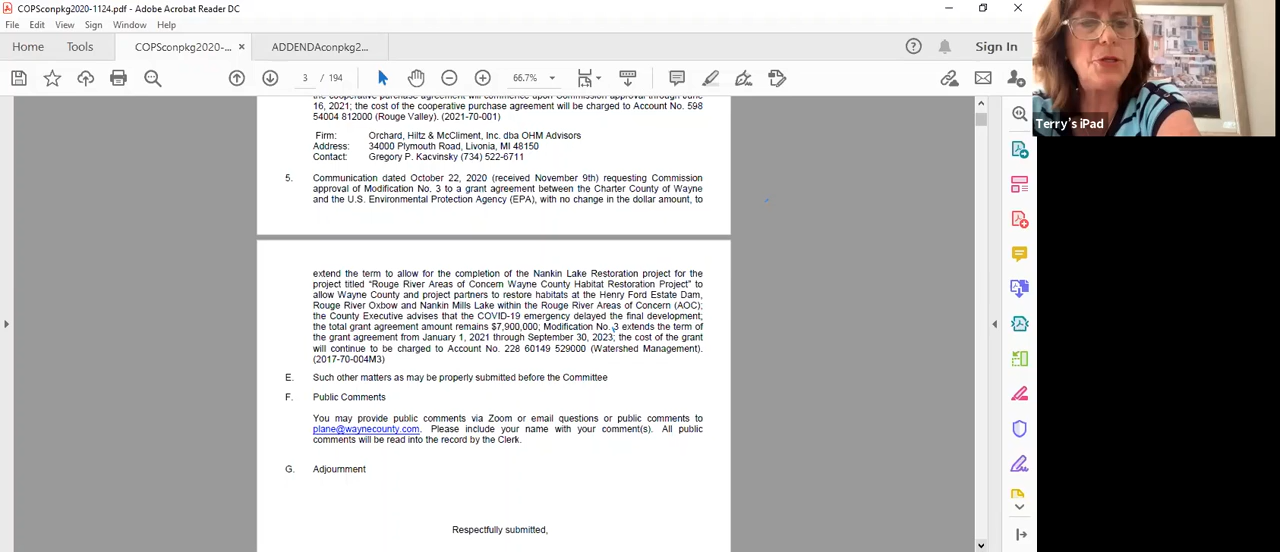 COPSconpkg2020-1124.pdf - Adobe Acrobat Reader DC
File Edit View Sign Window Help
Home Tools COPSconpkg2020-... × ADDENDAconpkg2... Sign In
3 / 194 66.7%
the cooperative purchase agreement will commence upon Commission approval through June
16, 2021; the cost of the cooperative purchase agreement will be charged to Account No. 598
54004 812000 (Rouge Valley). (2021-70-001)
Firm: Orchard, Hiltz & McCliment, Inc. dba OHM Advisors
Address: 34000 Plymouth Road, Livonia, MI 48150
Contact: Gregory P. Kacvinsky (734) 522-6711
5. Communication dated October 22, 2020 (received November 9th) requesting Commission
approval of Modification No. 3 to a grant agreement between the Charter County of Wayne
and the U.S. Environmental Protection Agency (EPA), with no change in the dollar amount, to
extend the term to allow for the completion of the Nankin Lake Restoration project for the
project titled “Rouge River Areas of Concern Wayne County Habitat Restoration Project” to
allow Wayne County and project partners to restore habitats at the Henry Ford Estate Dam,
Rouge River Oxbow and Nankin Mills Lake within the Rouge River Areas of Concern (AOC);
the County Executive advises that the COVID-19 emergency delayed the final development;
the total grant agreement amount remains $7,900,000; Modification No. 3 extends the term of
the grant agreement from January 1, 2021 through September 30, 2023; the cost of the grant
will continue to be charged to Account No. 228 60149 529000 (Watershed Management).
(2017-70-004M3)
E. Such other matters as may be properly submitted before the Committee
F. Public Comments
You may provide public comments via Zoom or email questions or public comments to
plane@waynecounty.com. Please include your name with your comment(s). All public
comments will be read into the record by the Clerk.
G. Adjournment
Respectfully submitted,
Terry's iPad